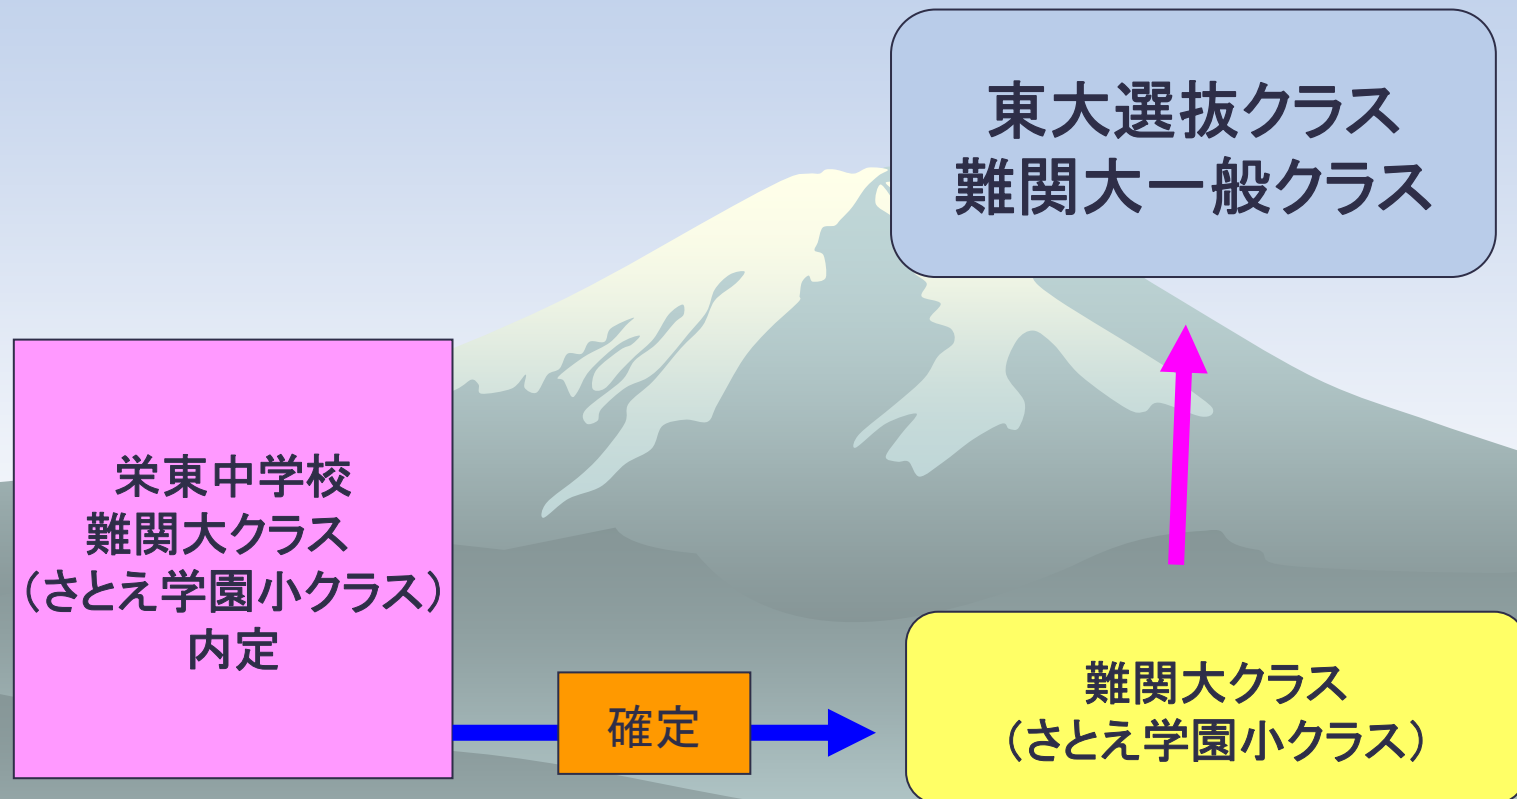 東大選抜クラス
難関大一般クラス
栄東中学校
難関大クラス
（さとえ学園小クラス）
内定
確定
難関大クラス
（さとえ学園小クラス）